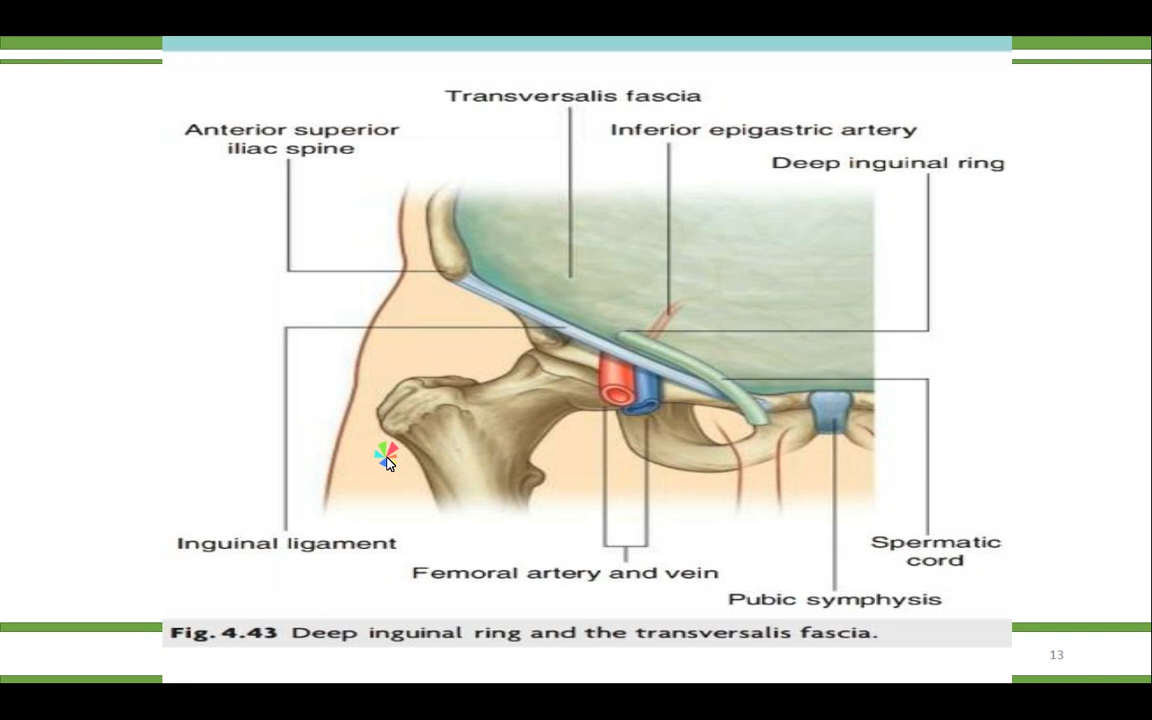 Transversalis fascia
Anterior superior
iliac spine
Inferior epigastric artery
Deep inguinal ring
Inguinal ligament
Femoral artery and vein
Spermatic
cord
Pubic symphysis
Fig. 4.43 Deep inguinal ring and the transversalis fascia.
13